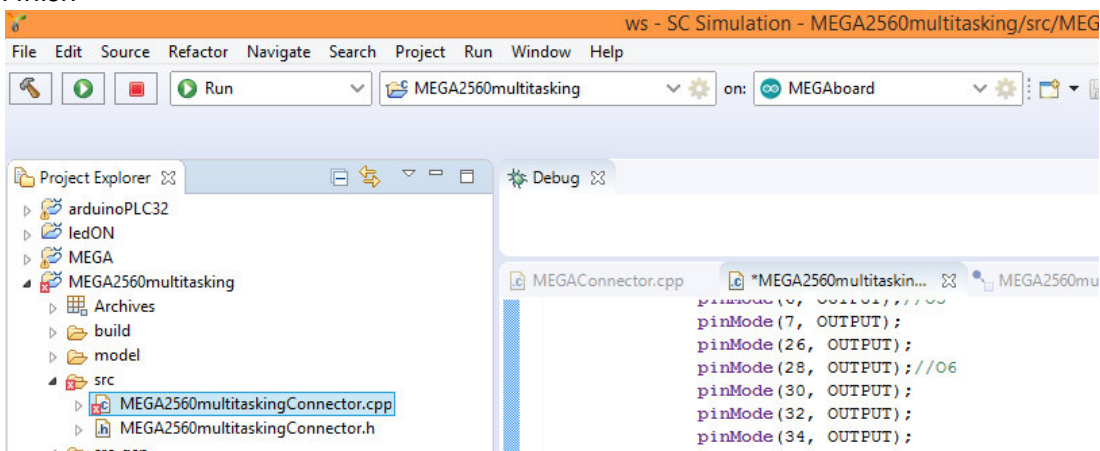 ws - SC Simulation - MEGA2560multitasking/src/MEG
File Edit Source Refactor Navigate Search Project Run Window Help
Run MEGA2560multitasking on: MEGAboard
Project Explorer
Debug
arduinoPLC32
ledON
MEGA
MEGA2560multitasking
Archives
build
model
src
MEGA2560multitaskingConnector.cpp
MEGA2560multitaskingConnector.h
MEGAConnector.cpp *MEGA2560multitaskin... MEGA2560mu
pinMode(7, OUTPUT);
pinMode(26, OUTPUT);
pinMode(28, OUTPUT);//O6
pinMode(30, OUTPUT);
pinMode(32, OUTPUT);
pinMode(34, OUTPUT);